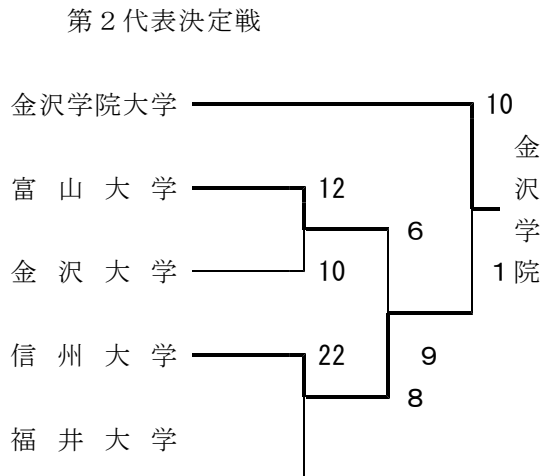 第２代表決定戦
金沢学院大学
10
金沢学院
富山大学
12
6
金沢大学
10
1
信州大学
22
9
8
福井大学